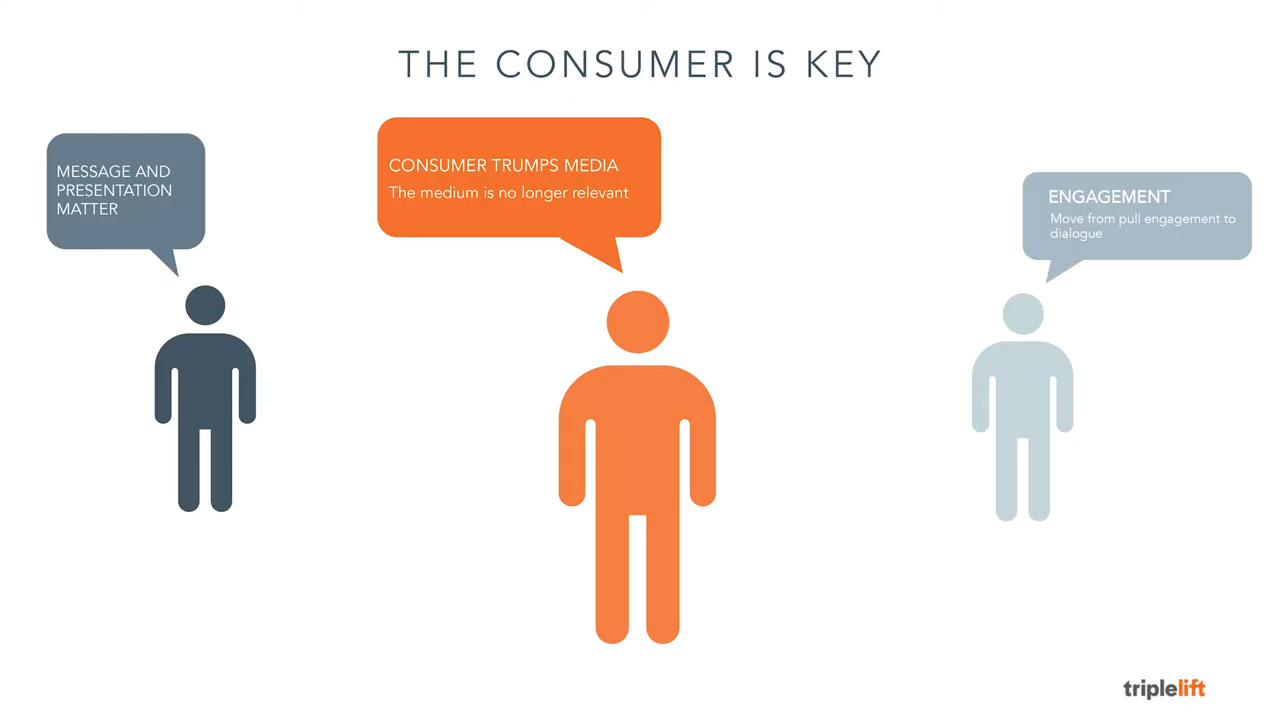 THE CONSUMER IS KEY
MESSAGE AND
PRESENTATION
MATTER
CONSUMER TRUMPS MEDIA
The medium is no longer relevant
ENGAGEMENT
Move from pull engagement to
dialogue
triplelift